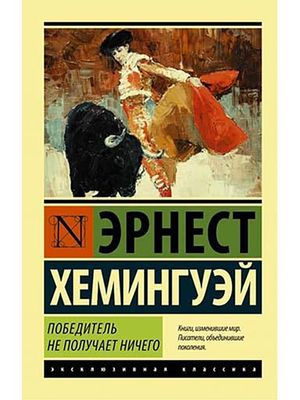 N ЭРНЕСТ
ХЕМИНГУЭЙ
ПОБЕДИТЕЛЬ
НЕ ПОЛУЧАЕТ НИЧЕГО
Книги, изменившие мир.
Писатели, объединившие
поколения.
эксклюзивная классика